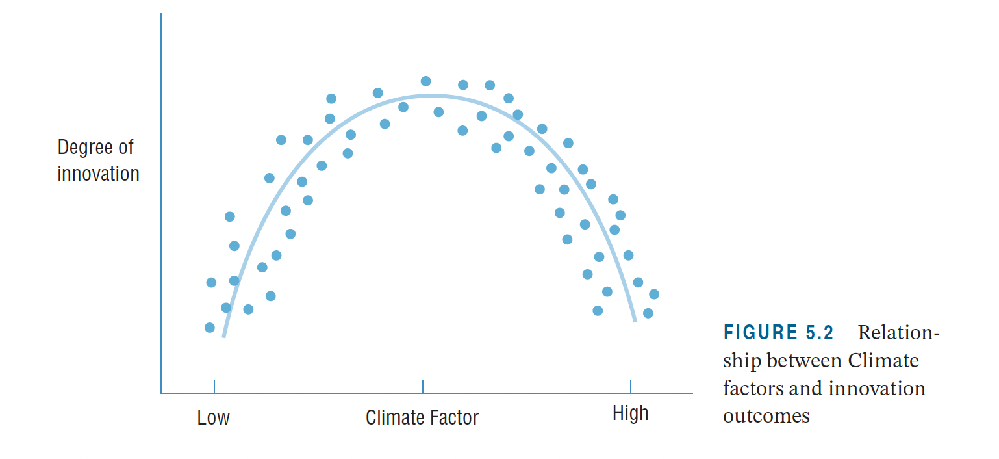 Degree of
innovation
Low
Climate Factor
High
FIGURE 5.2 Relation-
ship between Climate
factors and innovation
outcomes